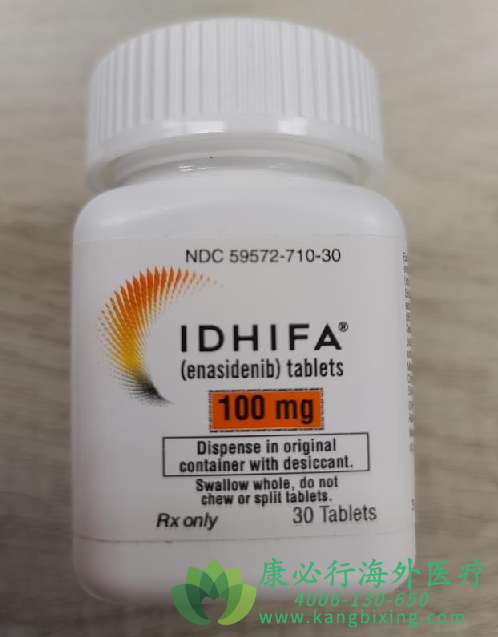 NDC 59572-710-30
IDHIFA®
(enasidenib) tablets
100 mg
Dispense in original
container with desiccant.
Swallow whole, do not
chew or split tablets.
Rx only 30 Tablets
康必行海外医疗
4006-130-650
www.kangbixing.com